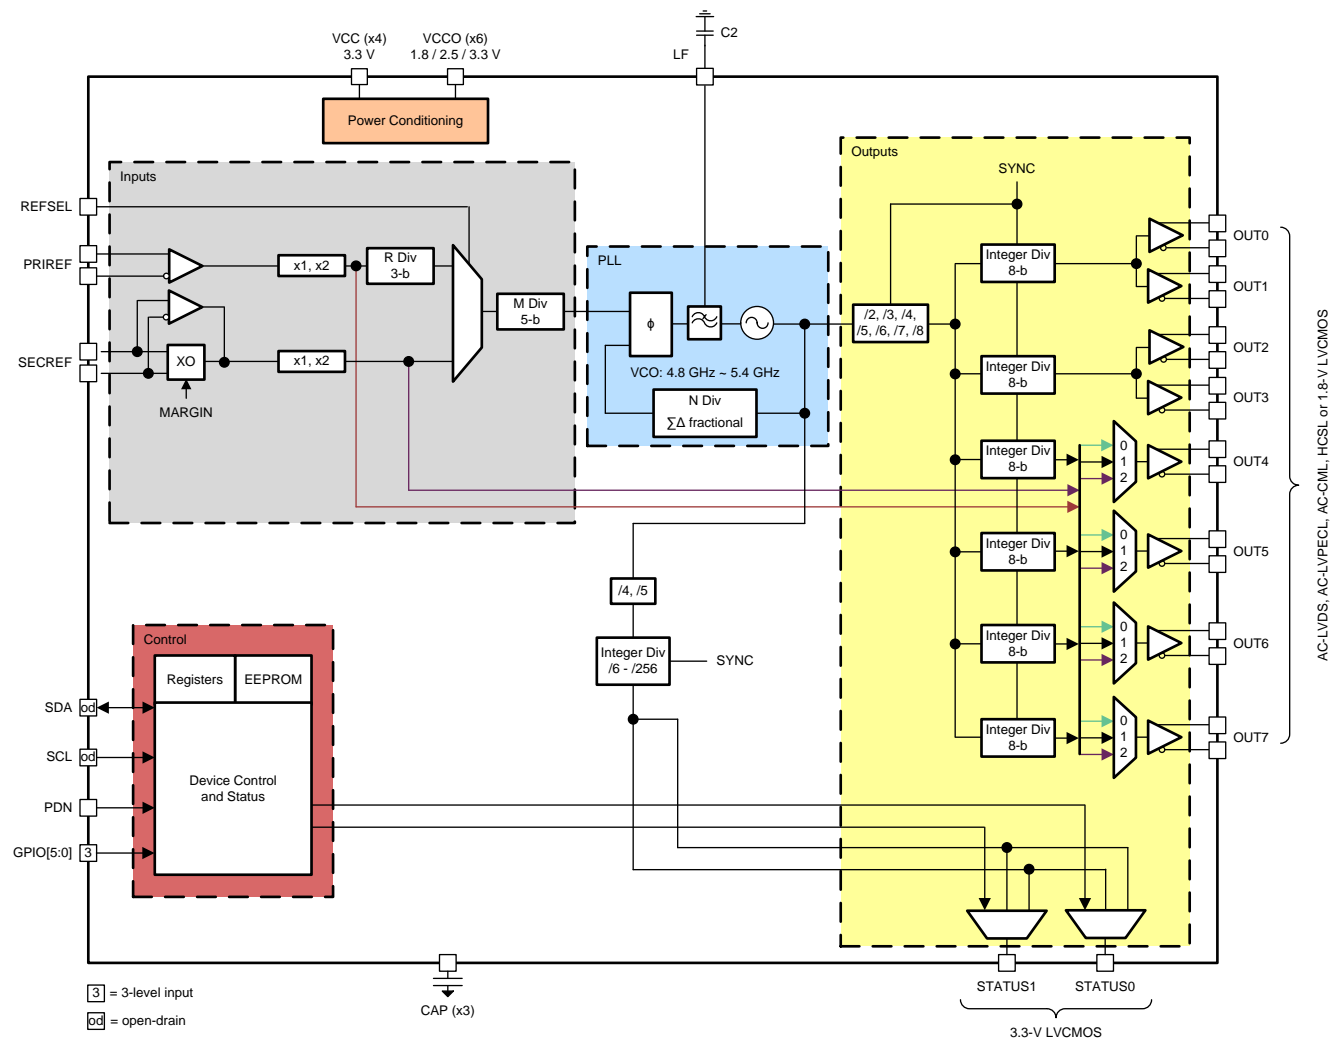 VCC (x4)
3.3 V
VCCO (x6)
1.8 / 2.5 / 3.3 V
C2
LF
Power Conditioning
Inputs
REFSEL
PRIREF
SECREF
x1, x2
R Div
3-b
XO
x1, x2
MARGIN
M Div
5-b
PLL
ϕ
VCO: 4.8 GHz ~ 5.4 GHz
N Div
∑Δ fractional
Outputs
SYNC
/2, /3, /4,
/5, /6, /7, /8
Integer Div
8-b
Integer Div
8-b
Integer Div
8-b
Integer Div
8-b
Integer Div
8-b
Integer Div
8-b
0
1
2
0
1
2
0
1
2
0
1
2
OUT0
OUT1
OUT2
OUT3
OUT4
OUT5
OUT6
OUT7
AC-LVDS, AC-LVPECL, AC-CML, HCSL or 1.8-V LVCMOS
/4, /5
Integer Div
/6 - /256
SYNC
Control
Registers
EEPROM
Device Control
and Status
SDA
od
SCL
od
PDN
GPIO[5:0]
3
3 = 3-level input
od = open-drain
CAP (x3)
STATUS1
STATUS0
3.3-V LVCMOS